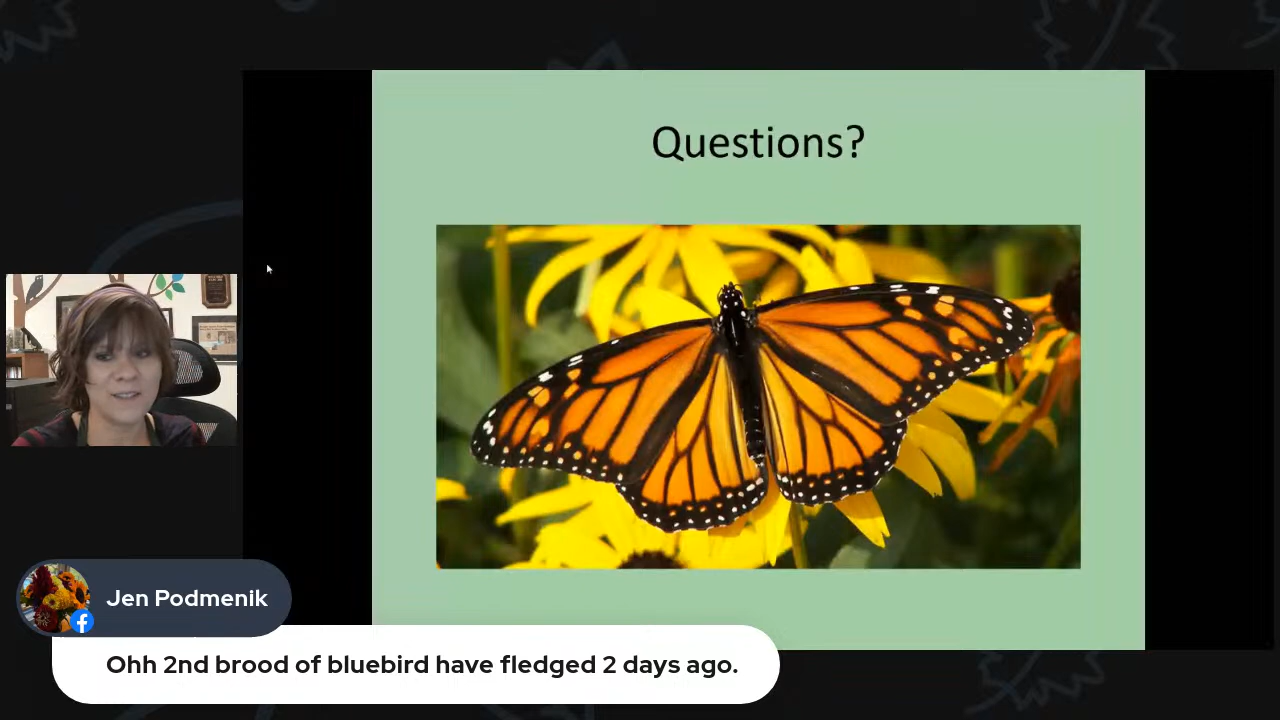 Questions?
Jen Podmenik
Ohh 2nd brood of bluebird have fledged 2 days ago.